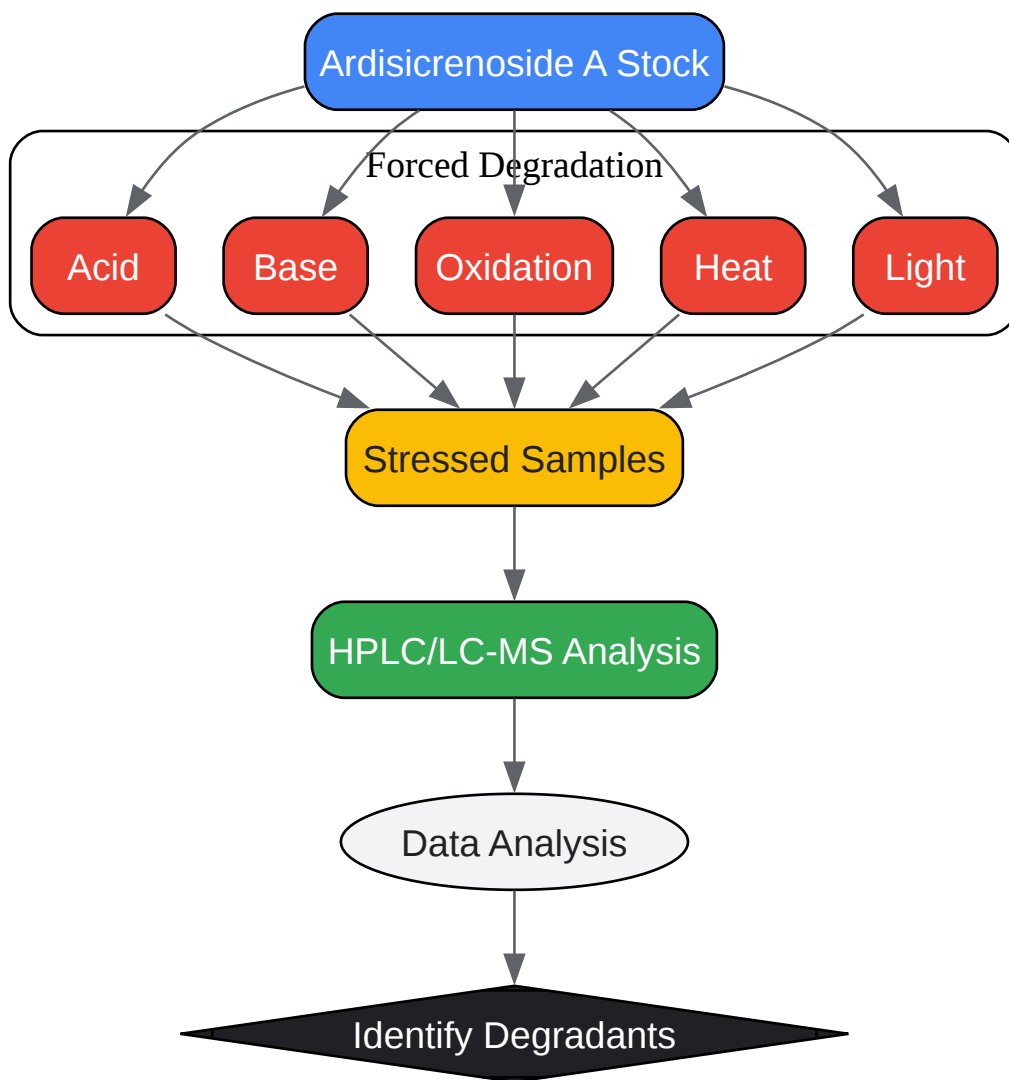 Ardisicrenoside A Stock
Forced Degradation
Acid
Base
Oxidation
Heat
Light
Stressed Samples
HPLC/LC-MS Analysis
Data Analysis
Identify Degradants